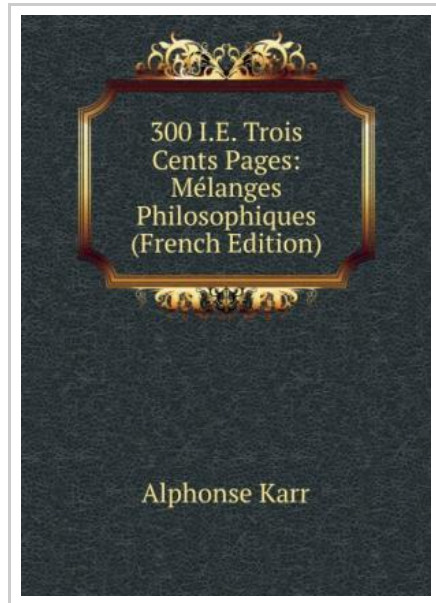 300 I.E. Trois
Cents Pages:
Mélanges
Philosophiques
(French Edition)
Alphonse Karr